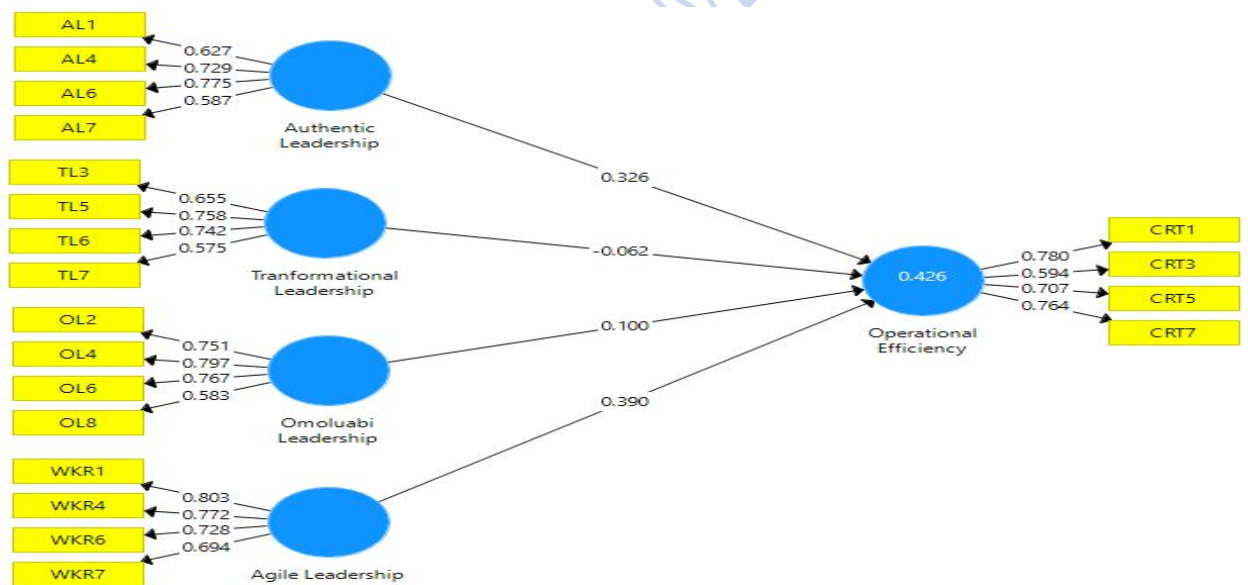 AL1
AL4
AL6
AL7
0.627
0.729
0.775
0.587
Authentic
Leadership
TL3
TL5
TL6
TL7
0.655
0.758
0.742
0.575
Tranformational
Leadership
OL2
OL4
OL6
OL8
0.751
0.797
0.767
0.583
Omoluabi
Leadership
WKR1
WKR4
WKR6
WKR7
0.803
0.772
0.728
0.694
Agile Leadership
0.326
-0.062
0.100
0.390
0.426
Operational
Efficiency
0.780
0.594
0.707
0.764
CRT1
CRT3
CRT5
CRT7